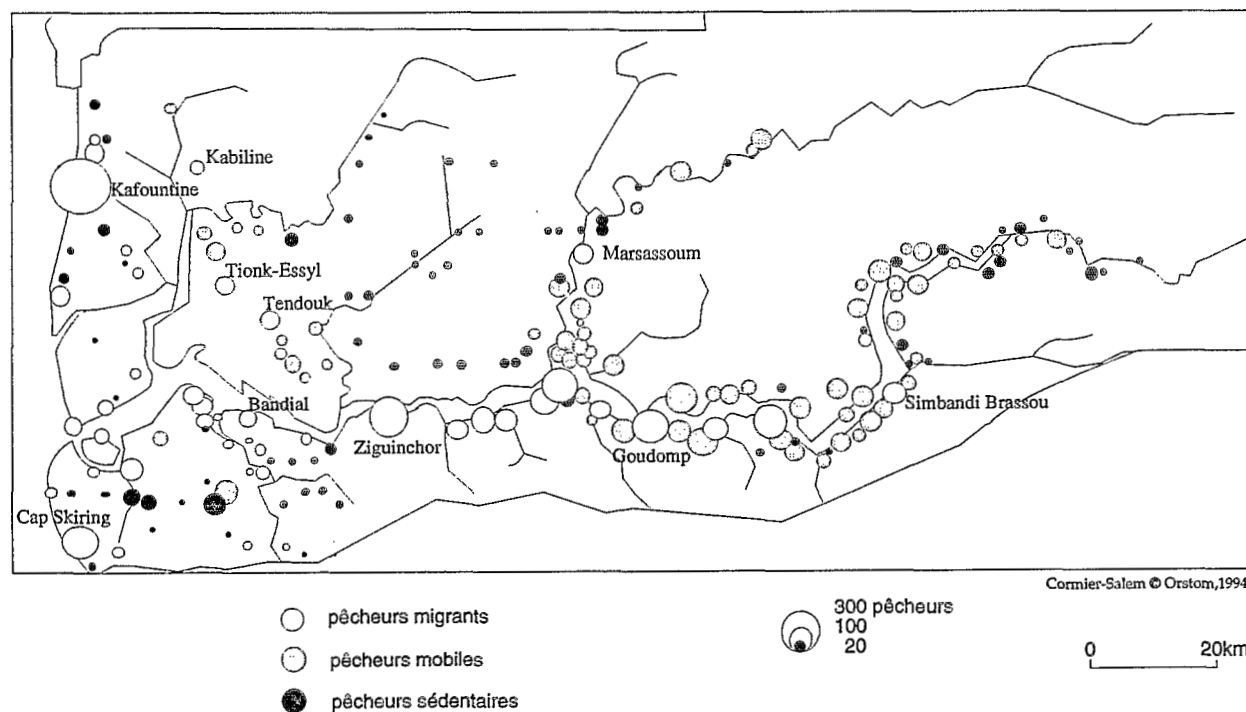 Kabiline
Kafountine
Marsassoum
Tionk-Essyl
Tendouk
Simbandi Brassou
Bandial
Ziguinchor
Goudomp
Cap Skiring
Cormier-Salem © Orstom,1994
pêcheurs migrants
pêcheurs mobiles
pêcheurs sédentaires
300 pêcheurs
100
20
0 20km